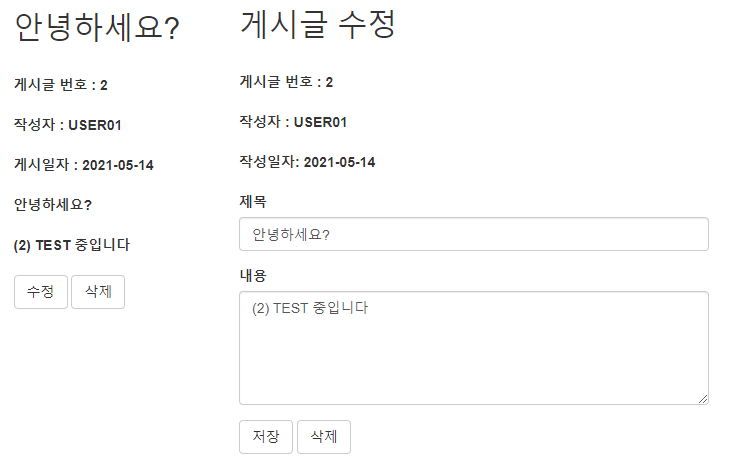 안녕하세요?
게시글 번호 : 2
작성자 : USER01
게시일자 : 2021-05-14
안녕하세요?
(2) TEST 중입니다
수정 삭제
게시글 수정
게시글 번호 : 2
작성자 : USER01
작성일자: 2021-05-14
제목
안녕하세요?
내용
(2) TEST 중입니다
저장 삭제